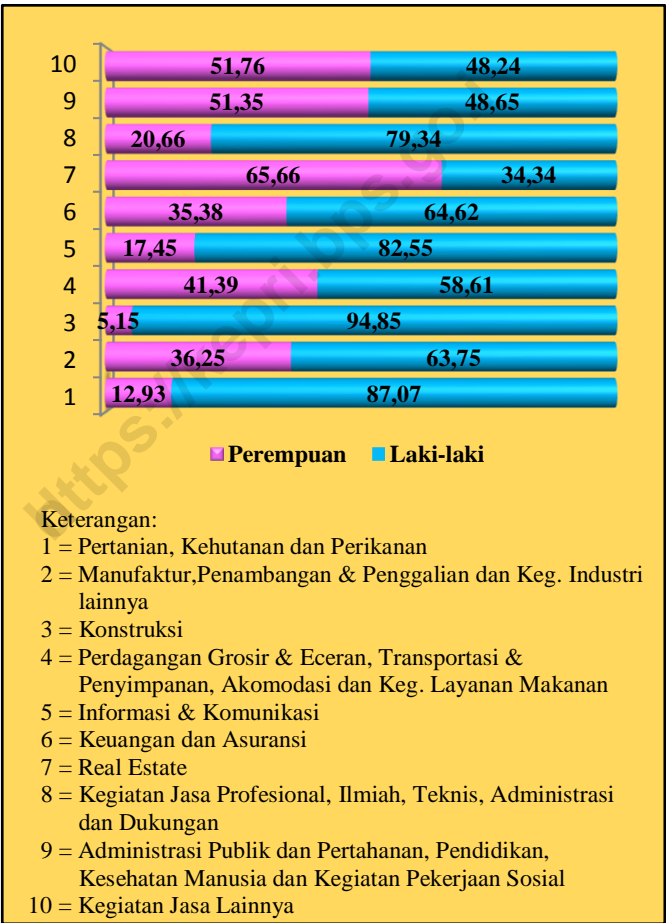 10 51,76 48,24
9 51,35 48,65
8 20,66 79,34
7 65,66 34,34
6 35,38 64,62
5 17,45 82,55
4 41,39 58,61
3 5,15 94,85
2 36,25 63,75
1 12,93 87,07
Perempuan Laki-laki
https://kepri.bps.go.
Keterangan:
1 = Pertanian, Kehutanan dan Perikanan
2 = Manufaktur,Penambangan & Penggalian dan Keg. Industri
lainnya
3 = Konstruksi
4 = Perdagangan Grosir & Eceran, Transportasi &
Penyimpanan, Akomodasi dan Keg. Layanan Makanan
5 = Informasi & Komunikasi
6 = Keuangan dan Asuransi
7 = Real Estate
8 = Kegiatan Jasa Profesional, Ilmiah, Teknis, Administrasi
dan Dukungan
9 = Administrasi Publik dan Pertahanan, Pendidikan,
Kesehatan Manusia dan Kegiatan Pekerjaan Sosial
10 = Kegiatan Jasa Lainnya